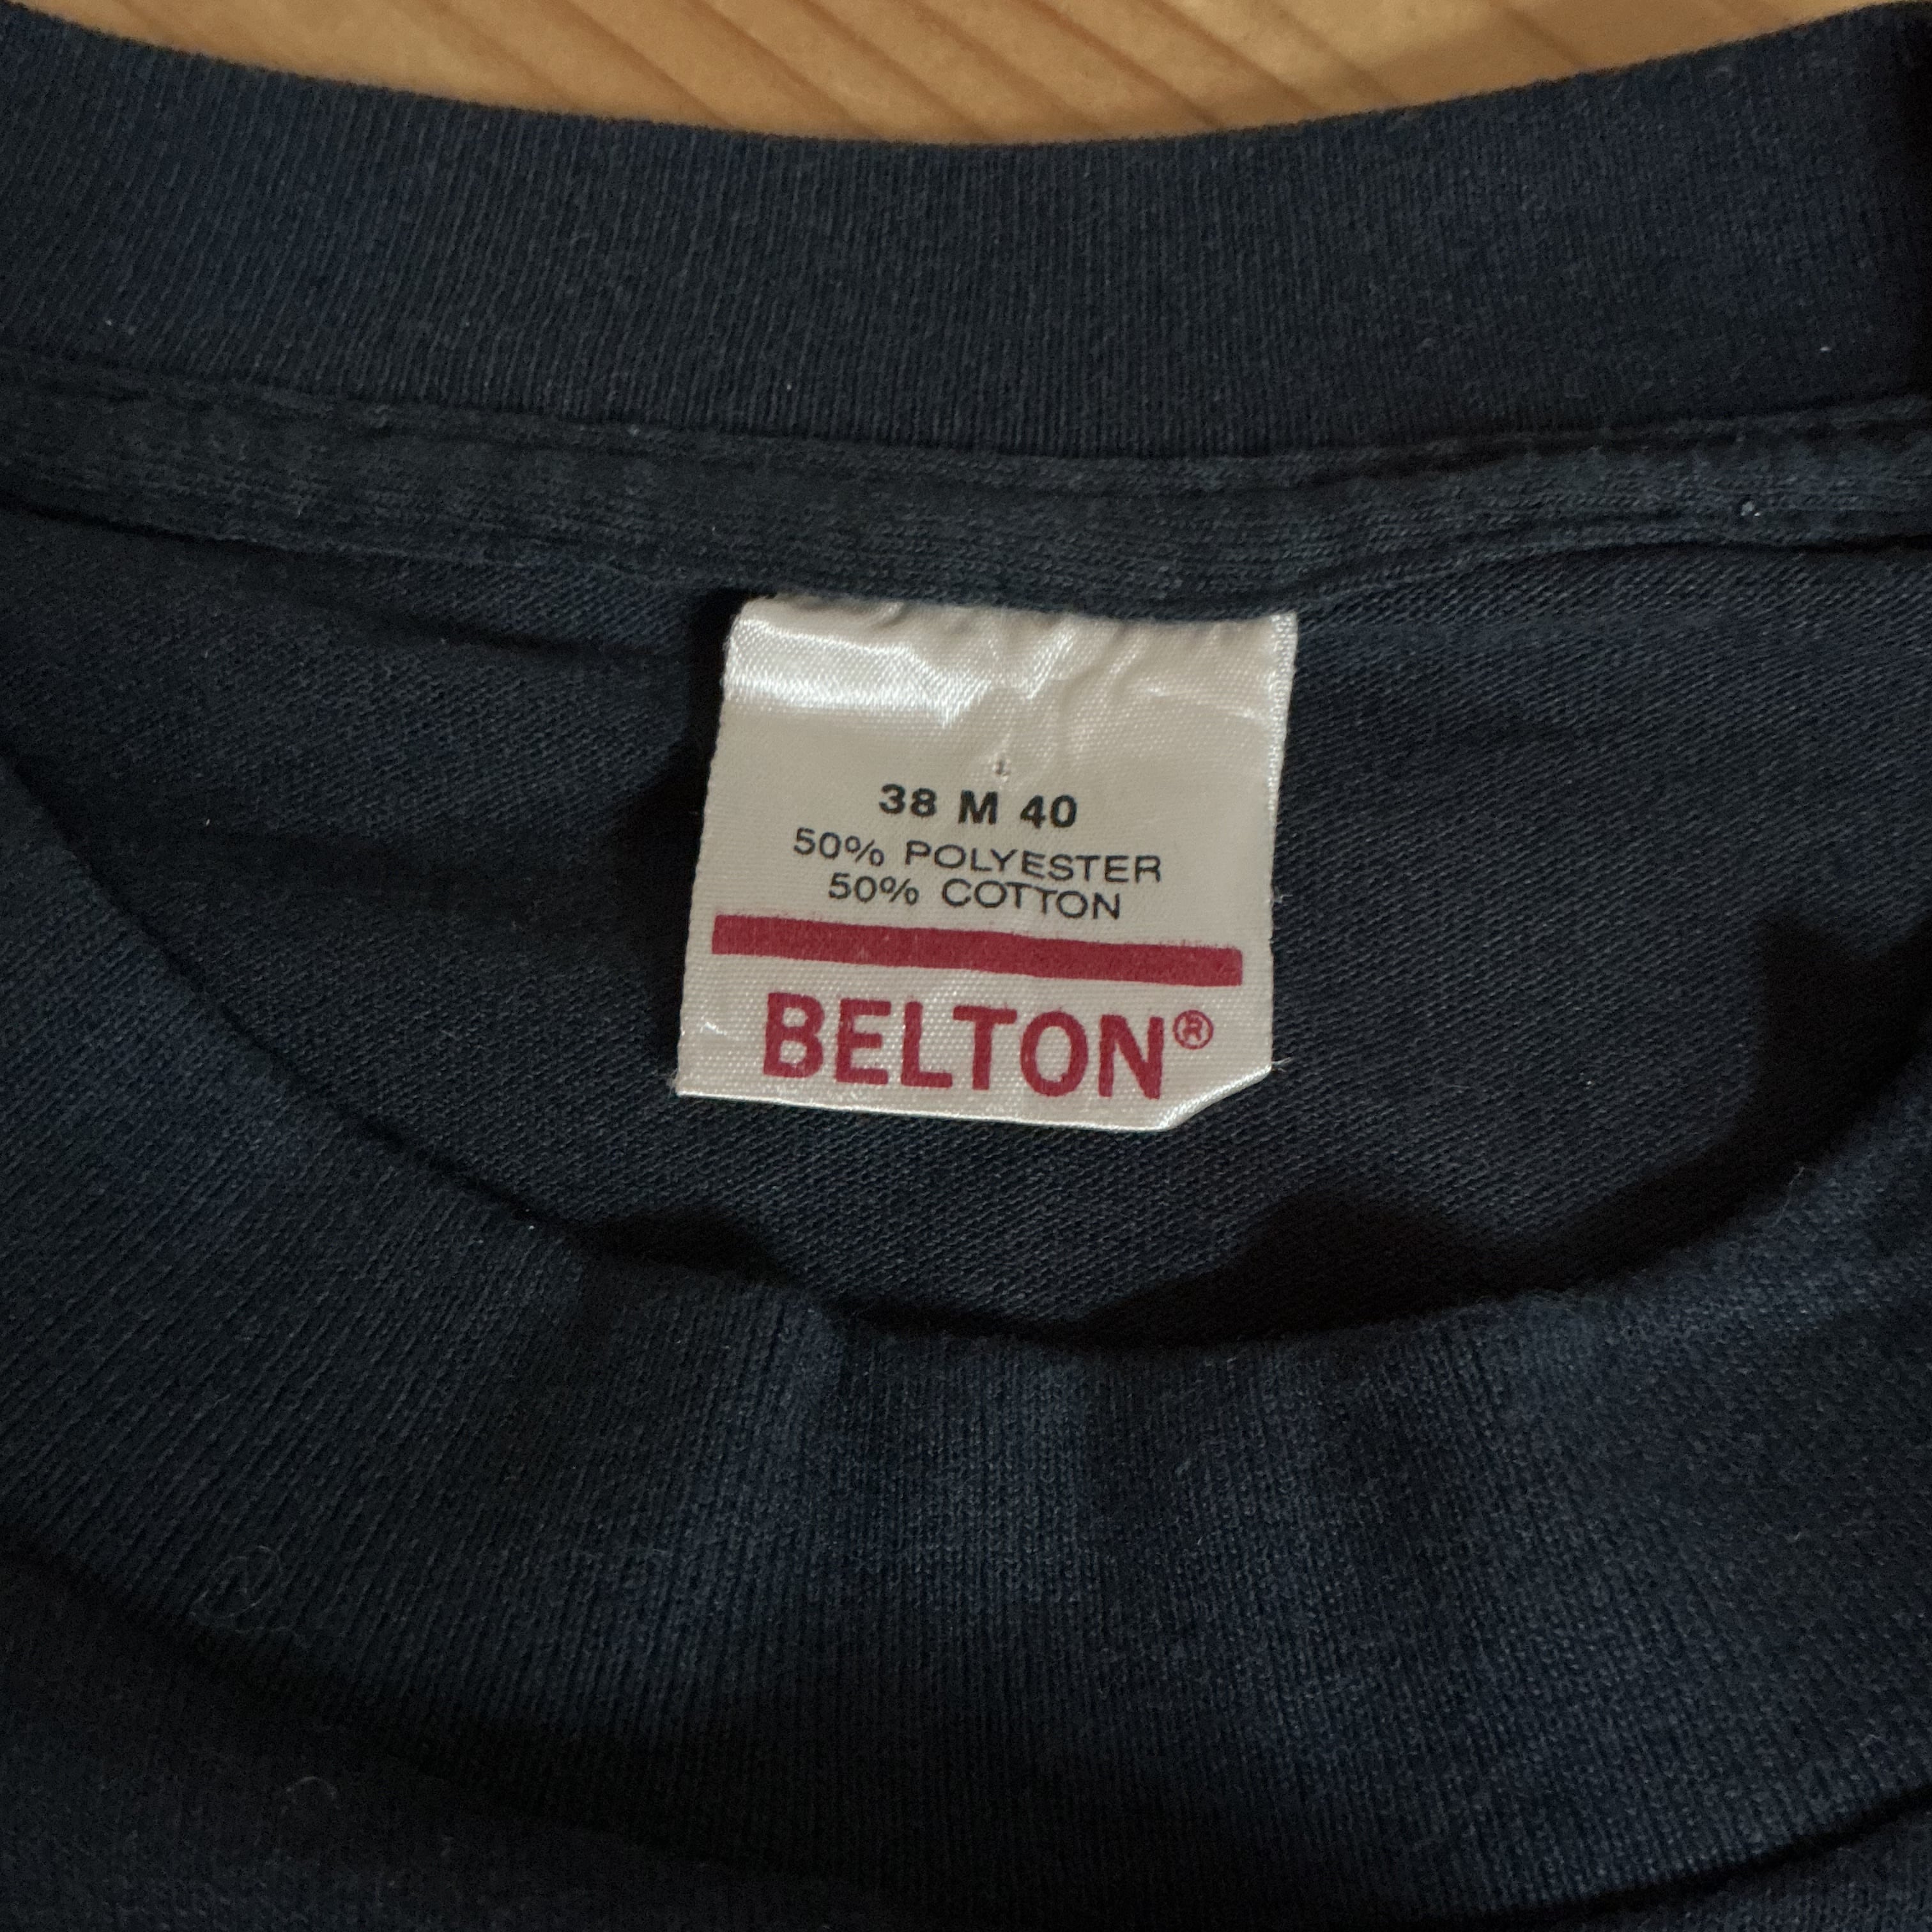 38 M 40
50% POLYESTER
50% COTTON
BELTON®